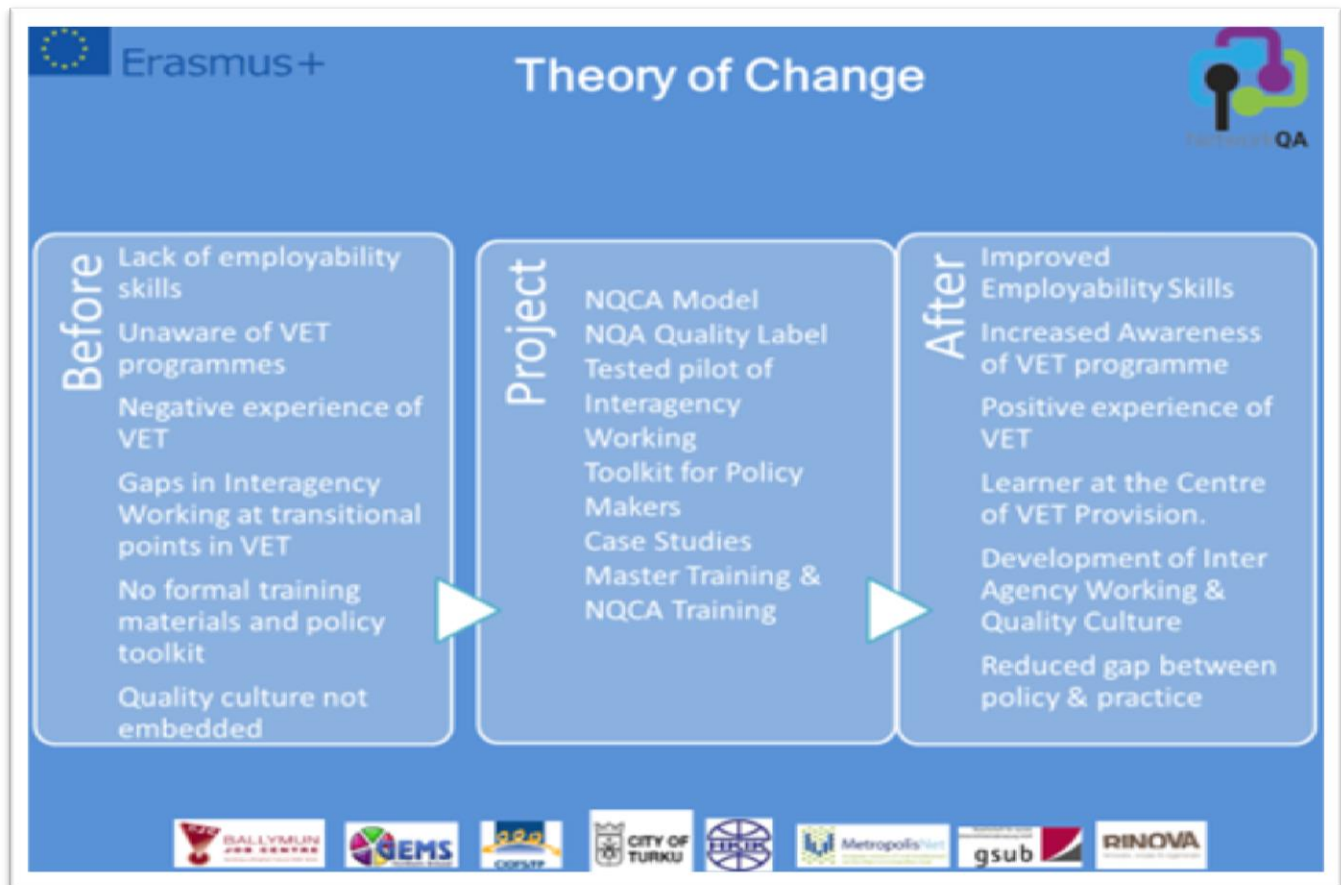 Erasmus+
Theory of Change
QA
Before
Lack of employability
skills
Unaware of VET
programmes
Negative experience of
VET
Gaps in Interagency
Working at transitional
points in VET
No formal training
materials and policy
toolkit
Quality culture not
embedded
Project
NQCA Model
NQA Quality Label
Tested pilot of
Interagency
Working
Toolkit for Policy
Makers
Case Studies
Master Training &
NQCA Training
After
Improved
Employability Skills
Increased Awareness
of VET programme
Positive experience of
VET
Learner at the Centre
of VET Provision.
Development of Inter
Agency Working &
Quality Culture
Reduced gap between
policy & practice
BALLYMUN
JOB CENTRE
GEMS
CITY OF
TURKU
MetropolisNet
gsub
RINOVA